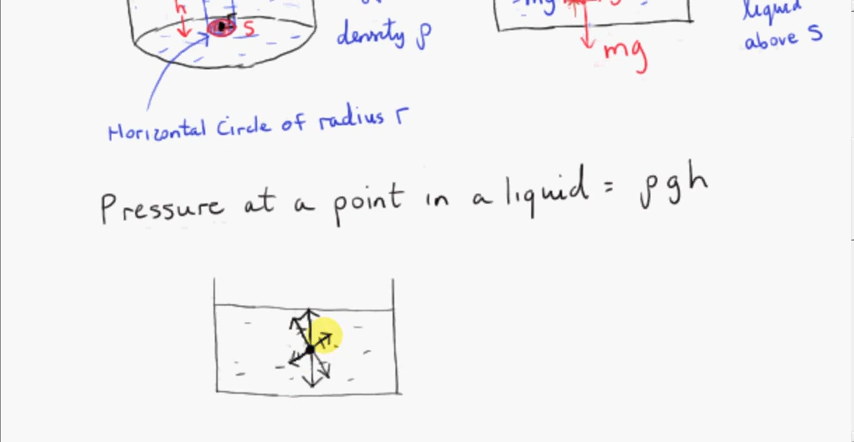 h
r
S
density ρ
mg
liquid
above S
mg
Horizontal Circle of radius r
Pressure at a point in a liquid = ρgh